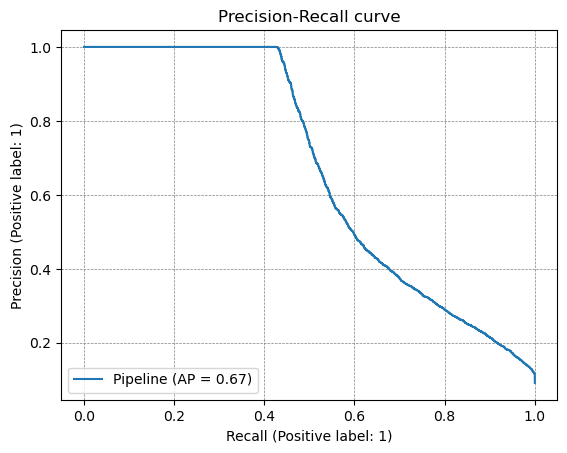 Precision-Recall curve
Precision (Positive label: 1)
1.0
0.8
0.6
0.4
0.2
Pipeline (AP = 0.67)
0.0 0.2 0.4 0.6 0.8 1.0
Recall (Positive label: 1)